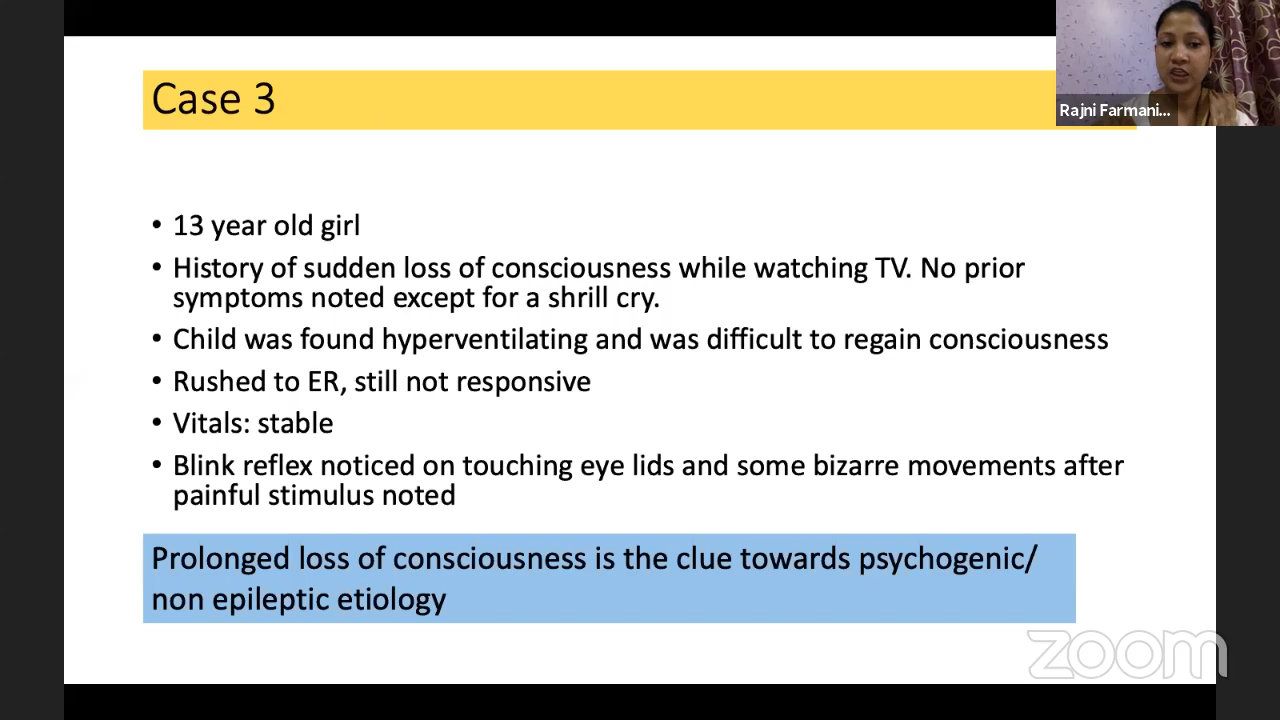 Case 3
Rajni Farmani...
• 13 year old girl
• History of sudden loss of consciousness while watching TV. No prior
symptoms noted except for a shrill cry.
• Child was found hyperventilating and was difficult to regain consciousness
• Rushed to ER, still not responsive
• Vitals: stable
• Blink reflex noticed on touching eye lids and some bizarre movements after
painful stimulus noted
Prolonged loss of consciousness is the clue towards psychogenic/
non epileptic etiology
zoom